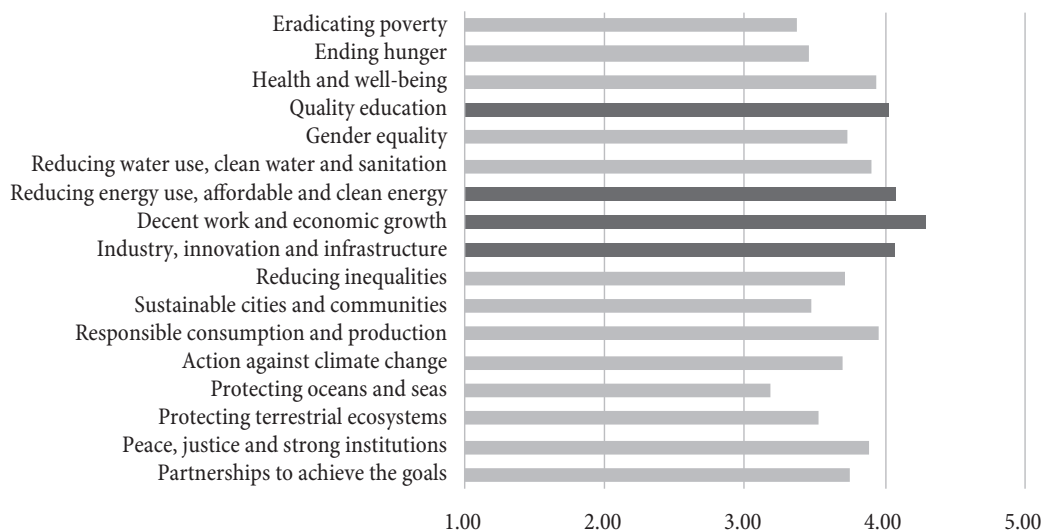 Eradicating poverty
Ending hunger
Health and well-being
Quality education
Gender equality
Reducing water use, clean water and sanitation
Reducing energy use, affordable and clean energy
Decent work and economic growth
Industry, innovation and infrastructure
Reducing inequalities
Sustainable cities and communities
Responsible consumption and production
Action against climate change
Protecting oceans and seas
Protecting terrestrial ecosystems
Peace, justice and strong institutions
Partnerships to achieve the goals
1.00 2.00 3.00 4.00 5.00